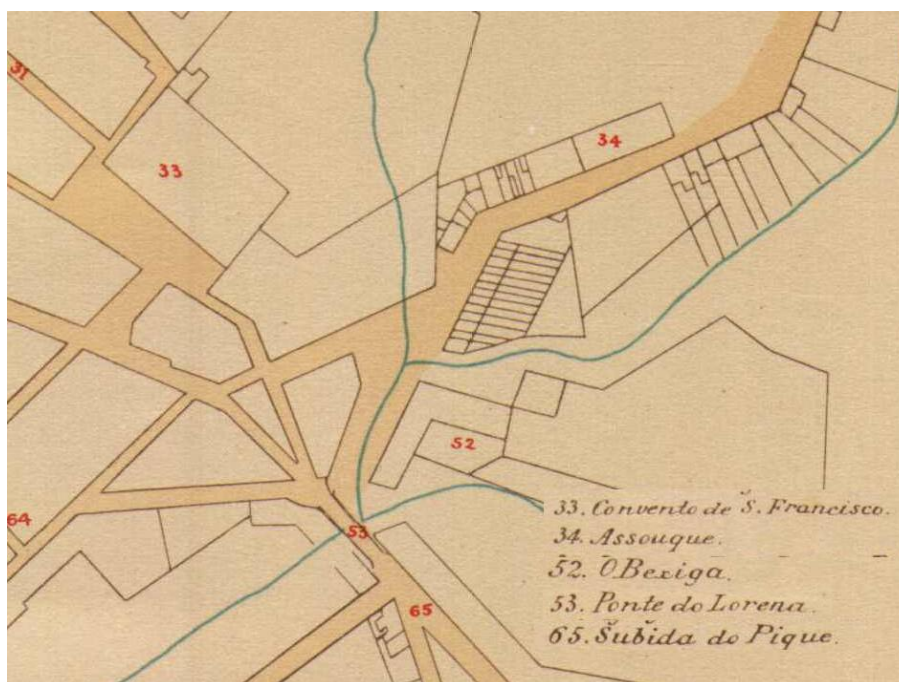 31
33
34
52
64
53
65
33. Convento de S. Francisco.
34. Assouque.
52. O Bexiga.
53. Ponte do Lorena.
65. Subida do Pique.